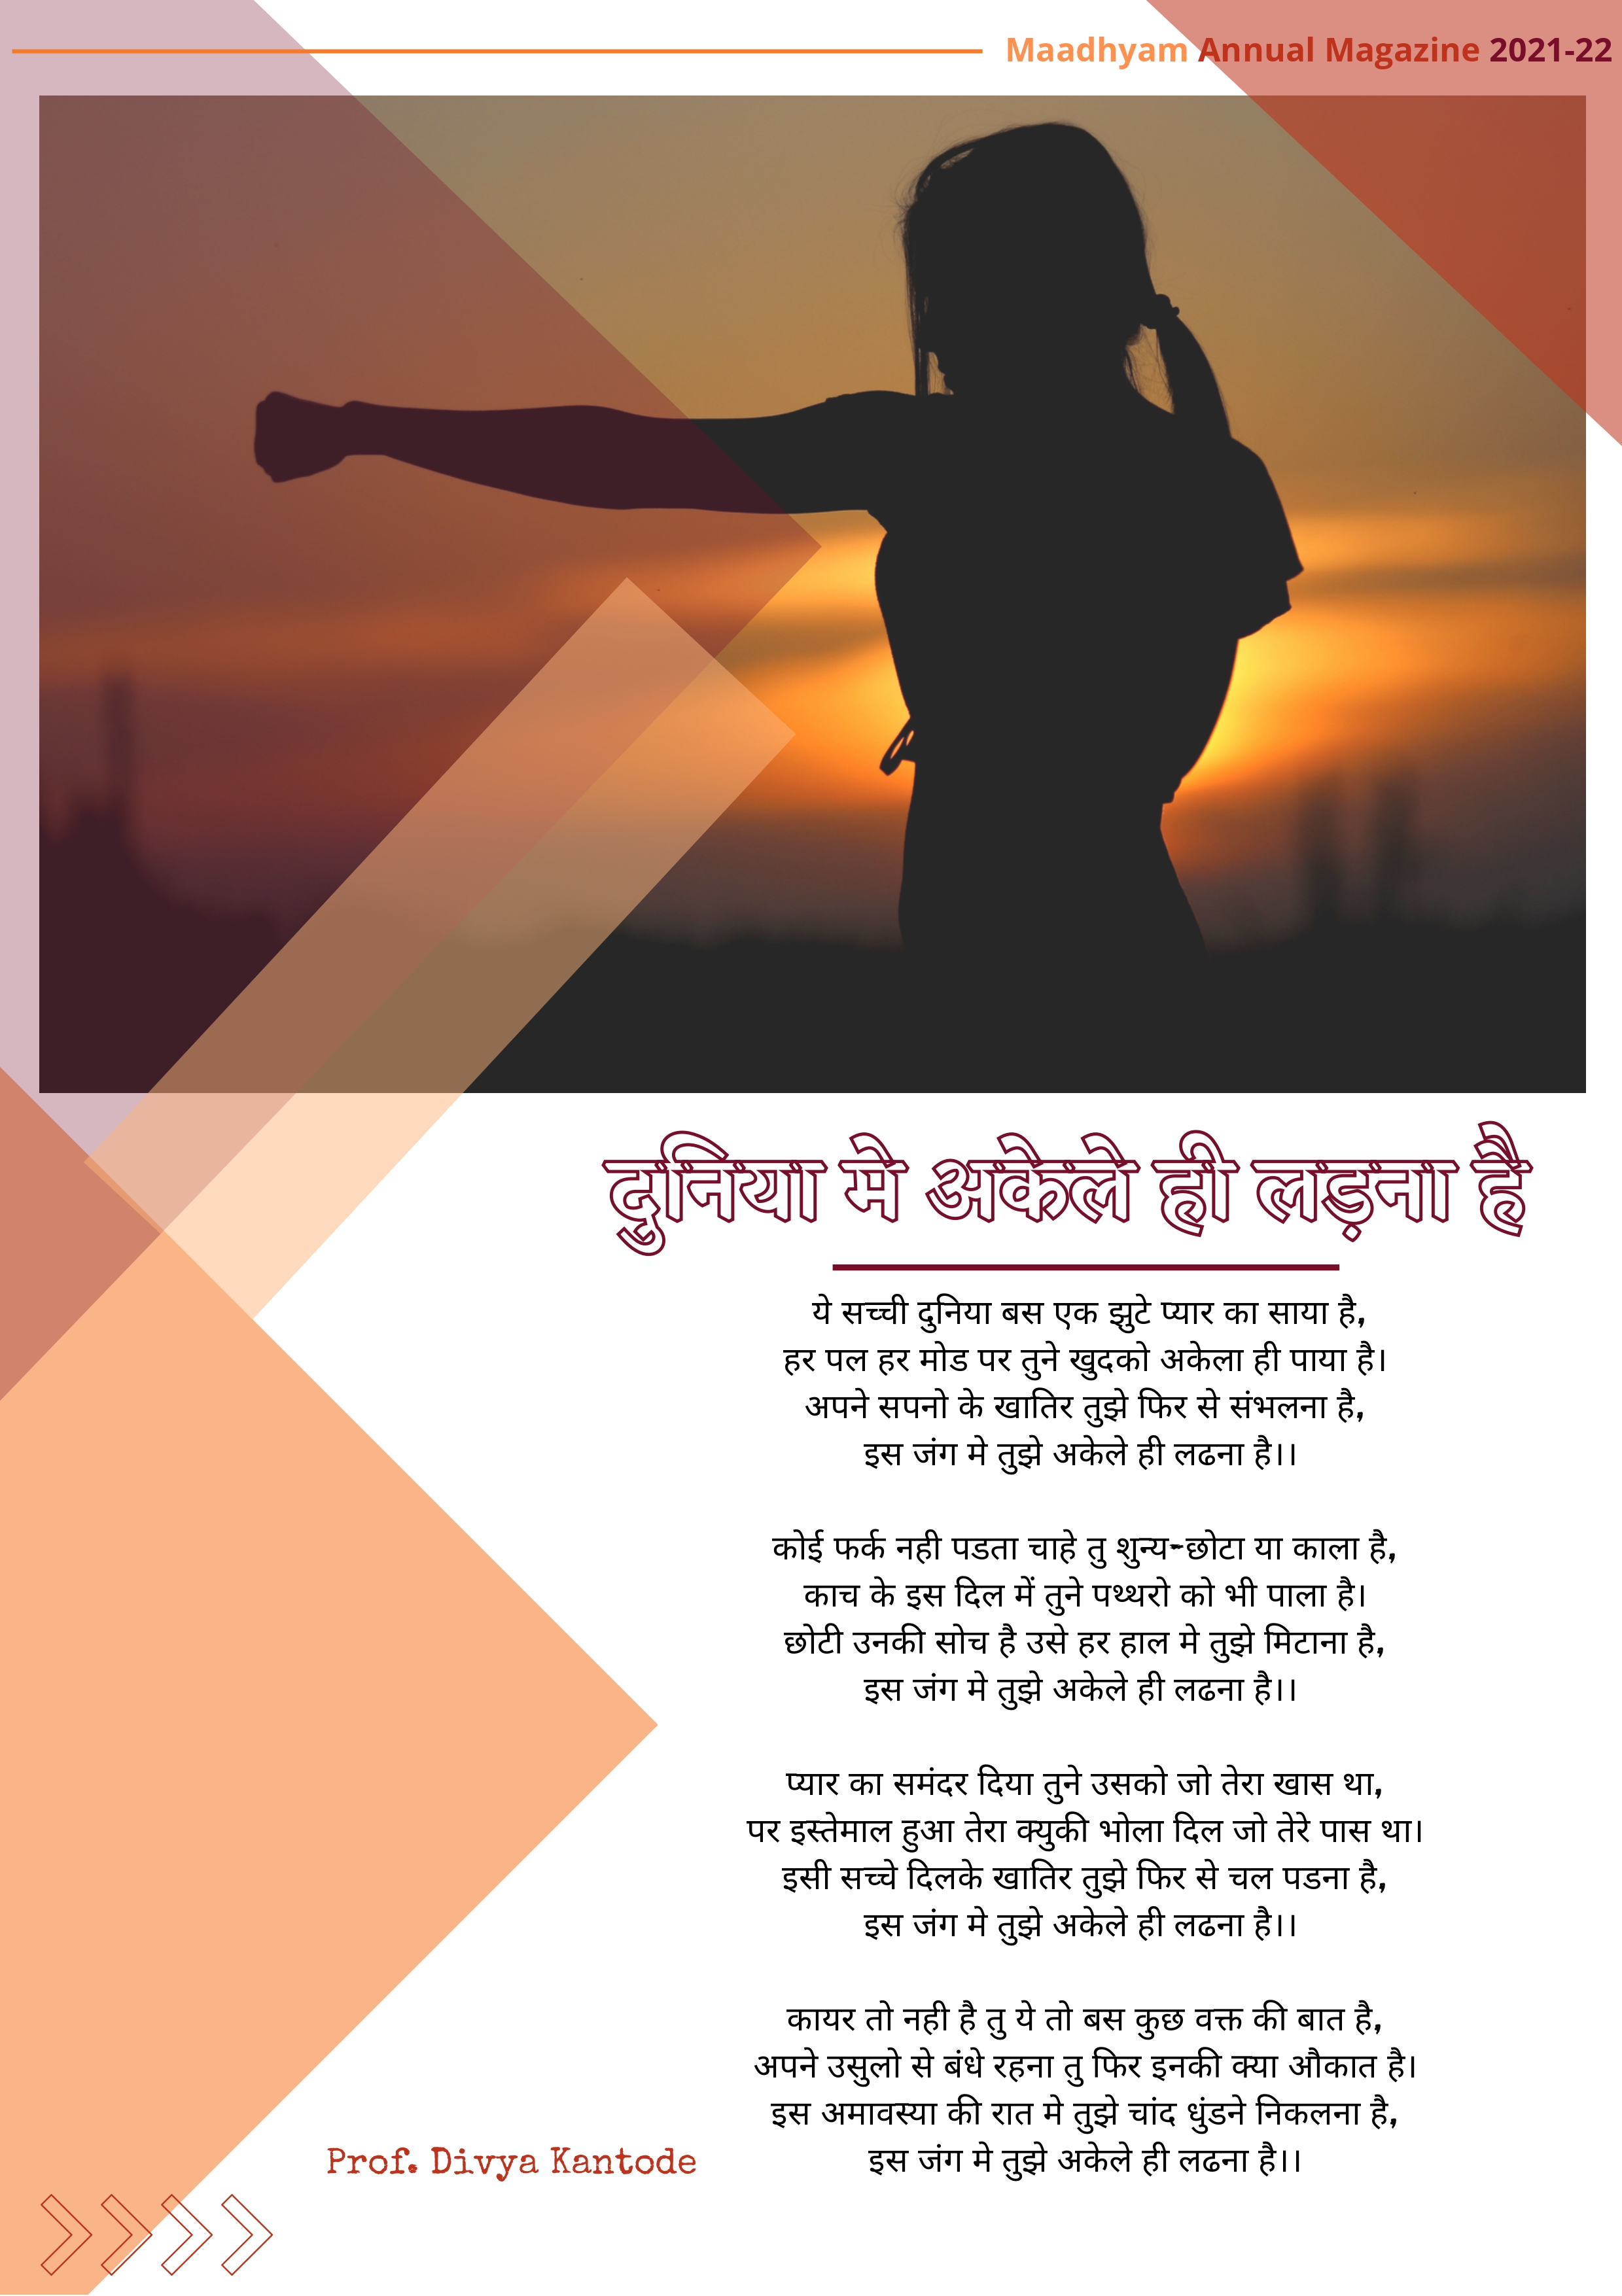 Maadhyam Annual Magazine 2021-22
दुनिया मे अकेले ही लड़ना है
ये सच्ची दुनिया बस एक झुटे प्यार का साया है,
हर पल हर मोड पर तुने खुदको अकेला ही पाया है।
अपने सपनो के खातिर तुझे फिर से संभलना है,
इस जंग मे तुझे अकेले ही लढना है।।
कोई फर्क नही पडता चाहे तु शुन्य-छोटा या काला है,
काच के इस दिल में तुने पथ्थरो को भी पाला है।
छोटी उनकी सोच है उसे हर हाल मे तुझे मिटाना है,
इस जंग मे तुझे अकेले ही लढना है।।
प्यार का समंदर दिया तुने उसको जो तेरा खास था,
पर इस्तेमाल हुआ तेरा क्युकी भोला दिल जो तेरे पास था।
इसी सच्चे दिलके खातिर तुझे फिर से चल पडना है,
इस जंग मे तुझे अकेले ही लढना है।।
कायर तो नही है तु ये तो बस कुछ वक्त की बात है,
अपने उसुलो से बंधे रहना तु फिर इनकी क्या औकात है।
इस अमावस्या की रात मे तुझे चांद धुंडने निकलना है,
इस जंग मे तुझे अकेले ही लढना है।।
Prof. Divya Kantode